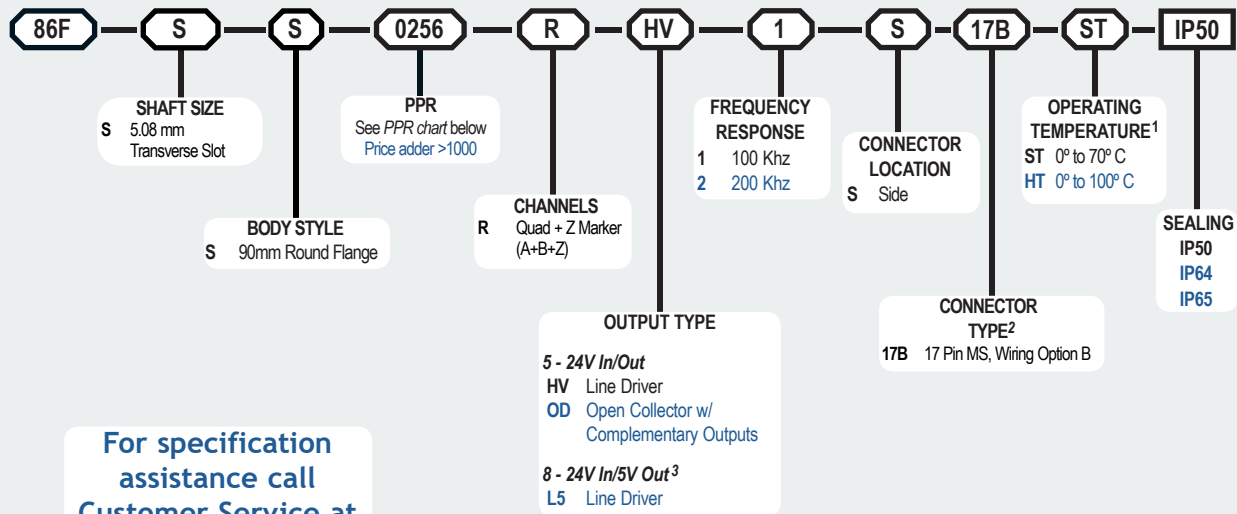 86F S S 0256 R HV 1 S 17B ST IP50
SHAFT SIZE
S 5.08 mm
Transverse Slot
BODY STYLE
S 90mm Round Flange
PPR
See PPR chart below
Price adder >1000
CHANNELS
R Quad + Z Marker
(A+B+Z)
OUTPUT TYPE
5 - 24V In/Out
HV Line Driver
OD Open Collector w/
Complementary Outputs
8 - 24V In/5V Out3
L5 Line Driver
FREQUENCY
RESPONSE
1 100 Khz
2 200 Khz
CONNECTOR
LOCATION
S Side
CONNECTOR
TYPE2
17B 17 Pin MS, Wiring Option B
OPERATING
TEMPERATURE1
ST 0º to 70º C
HT 0º to 100º C
SEALING
IP50
IP64
IP65
For specification
assistance call
Customer Service at